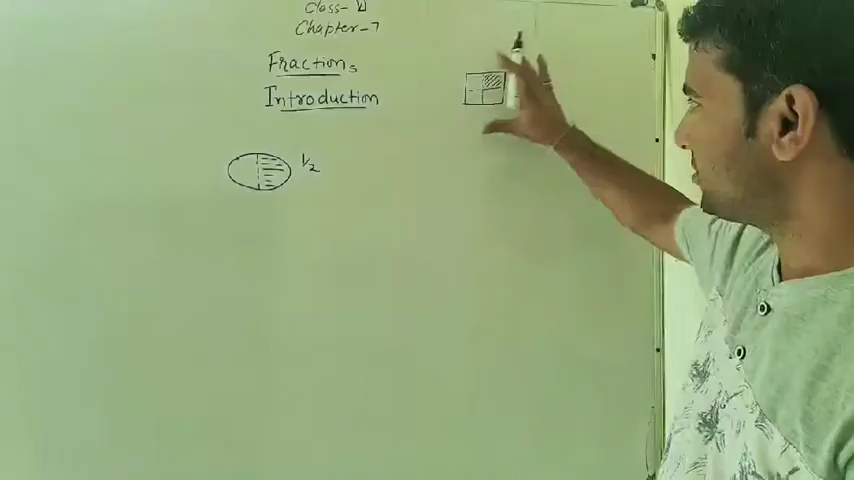 Class- VI
Chapter-7
Fractions
Introduction
1/2